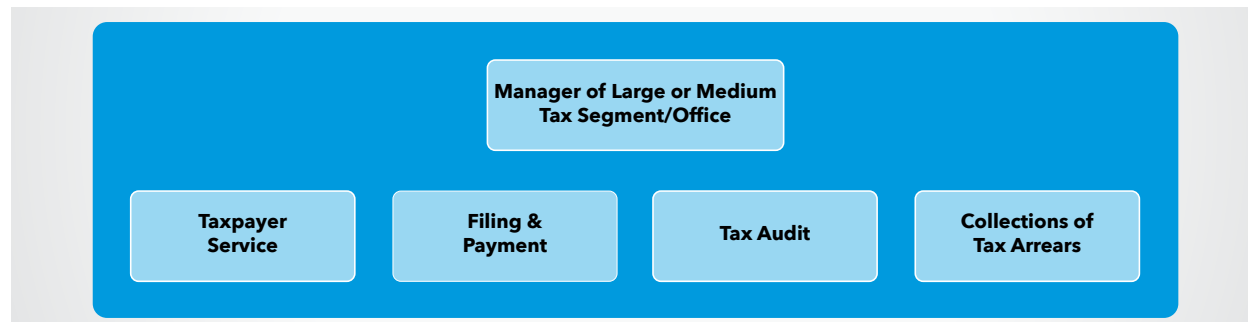 Manager of Large or Medium
Tax Segment/Office
Taxpayer
Service
Filing &
Payment
Tax Audit
Collections of
Tax Arrears